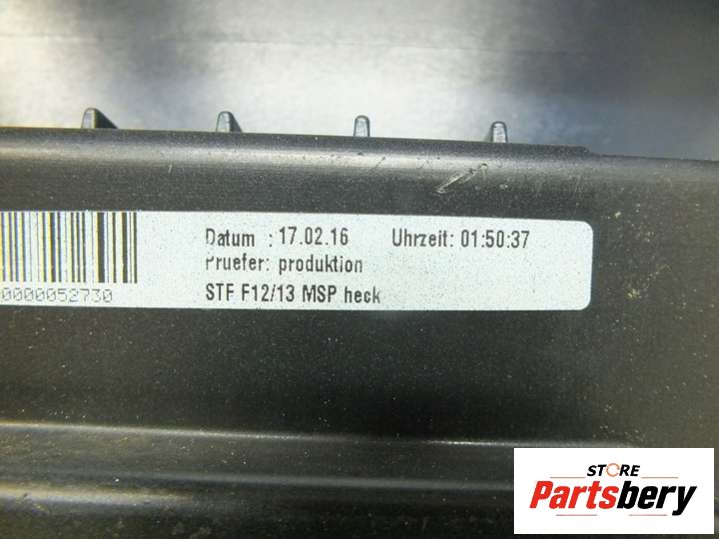 Datum : 17.02.16 Uhrzeit: 01:50:37
Pruefer: produktion
0000052730
STF F12/13 MSP heck
STORE
Partsbery